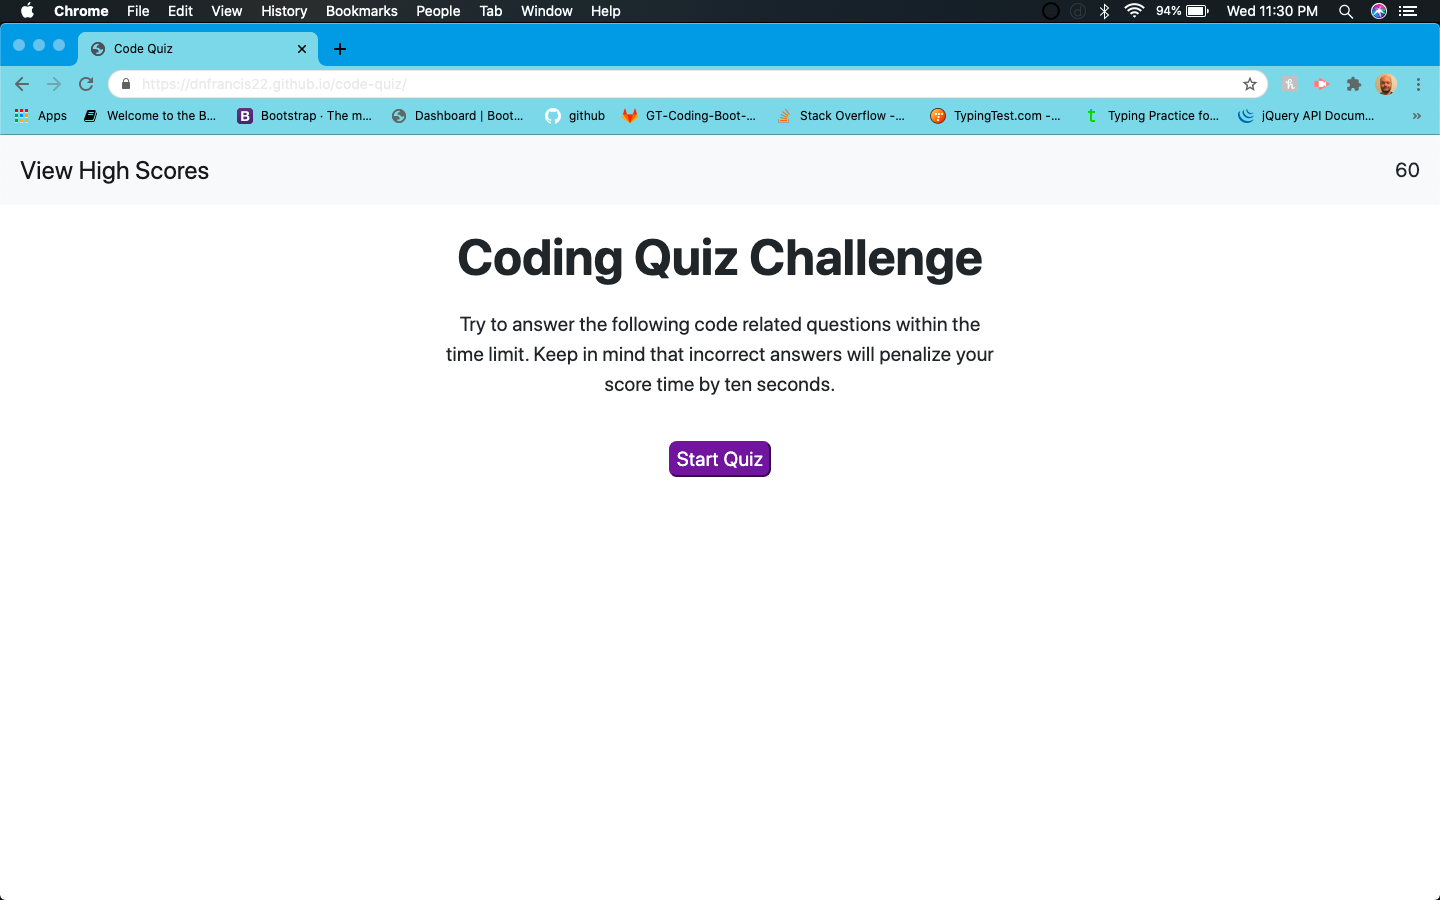 Chrome File Edit View History Bookmarks People Tab Window Help 94% Wed 11:30 PM
Code Quiz
https://dnfrancis22.github.io/code-quiz/
Apps Welcome to the B... Bootstrap · The m... Dashboard | Boot... github GT-Coding-Boot-... Stack Overflow -... TypingTest.com -... Typing Practice fo... jQuery API Docum... »
View High Scores 60
Coding Quiz Challenge
Try to answer the following code related questions within the
time limit. Keep in mind that incorrect answers will penalize your
score time by ten seconds.
Start Quiz